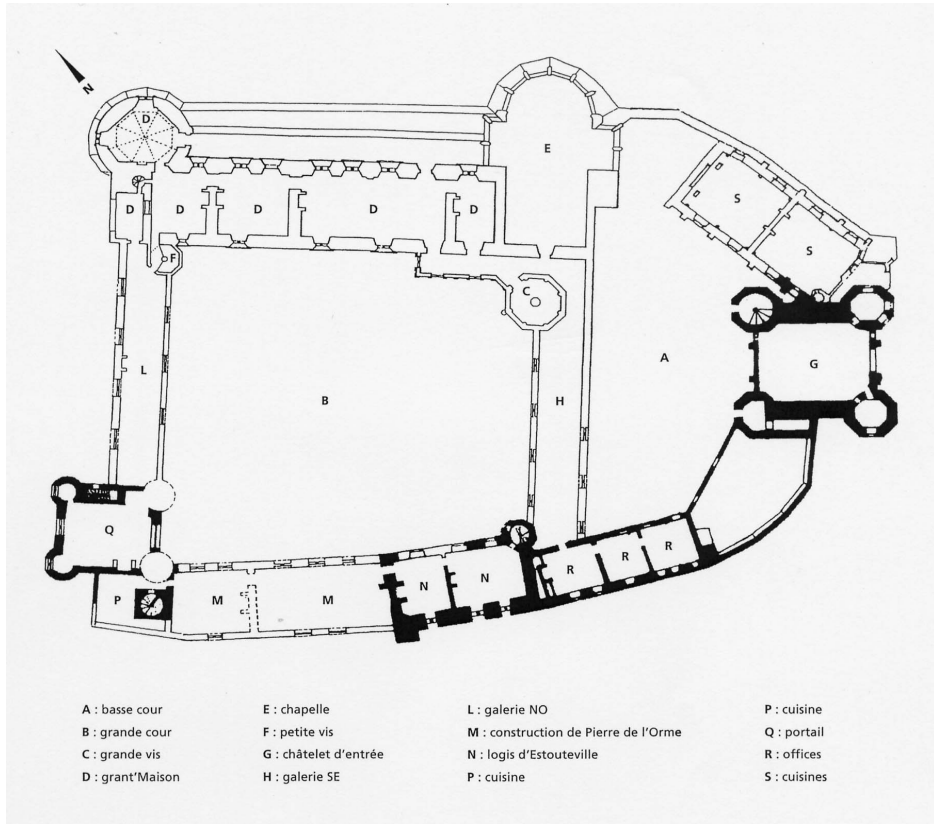 N
D
E
S
D
D
D
D
D
S
F
C
A
G
L
B
H
Q
R
R
R
N
N
P
M
M
A : basse cour
B : grande cour
C : grande vis
D : grant’Maison
E : chapelle
F : petite vis
G : châtelet d’entrée
H : galerie SE
L : galerie NO
M : construction de Pierre de l’Orme
N : logis d’Estouteville
P : cuisine
P : cuisine
Q : portail
R : offices
S : cuisines